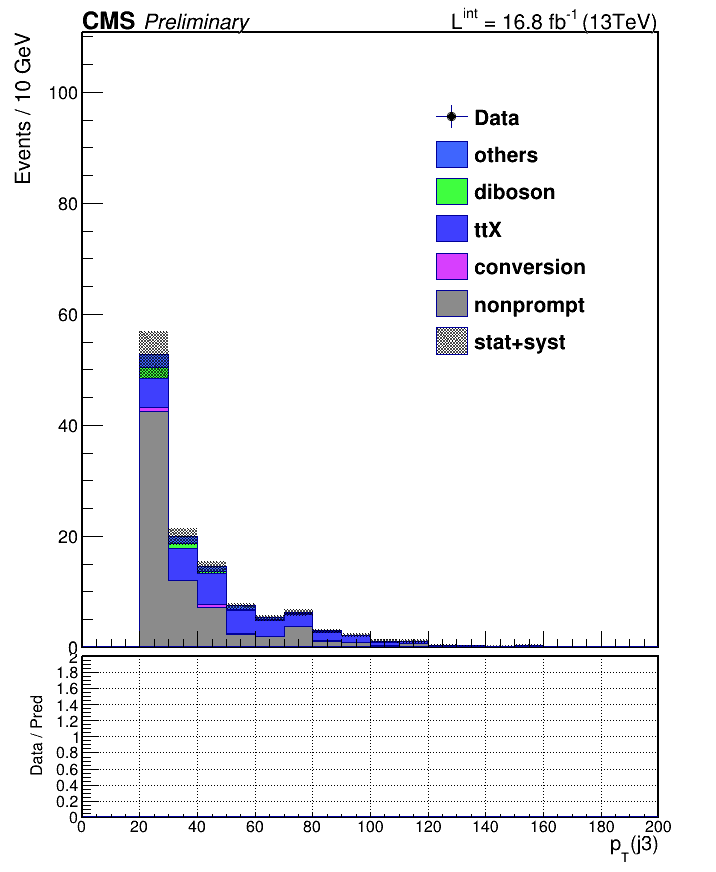 CMS Preliminary L^int = 16.8 fb^-1 (13TeV)
Events / 10 GeV
100
80
60
40
20
0
Data
others
diboson
ttX
conversion
nonprompt
stat+syst
Data / Pred
2
1.8
1.6
1.4
1.2
1
0.8
0.6
0.4
0.2
0
0 20 40 60 80 100 120 140 160 180 200
p_T(j3)